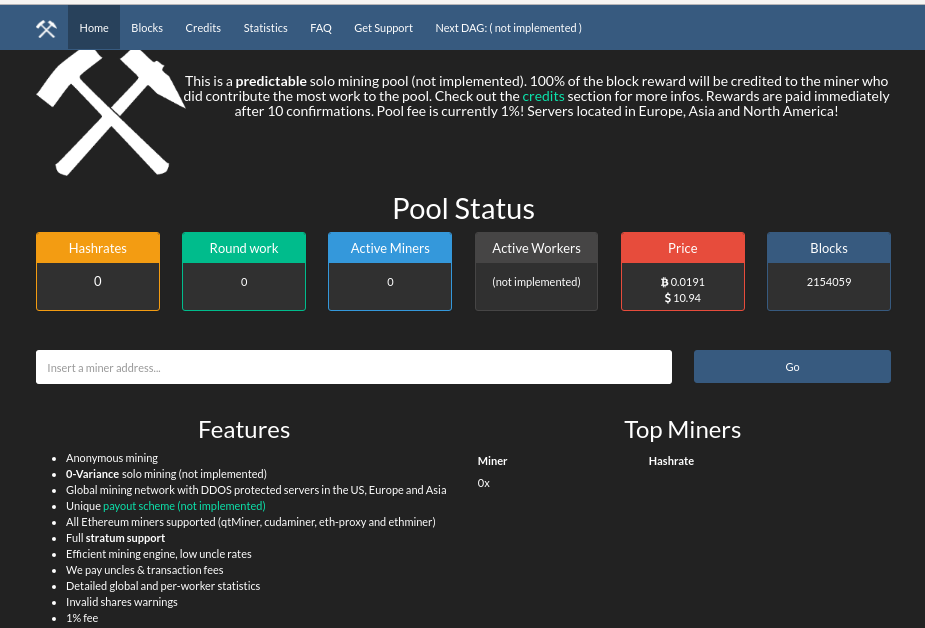 Home Blocks Credits Statistics FAQ Get Support Next DAG: ( not implemented )
This is a predictable solo mining pool (not implemented). 100% of the block reward will be credited to the miner who
did contribute the most work to the pool. Check out the credits section for more infos. Rewards are paid immediately
after 10 confirmations. Pool fee is currently 1%! Servers located in Europe, Asia and North America!
Pool Status
Hashrates
0
Round work
0
Active Miners
0
Active Workers
(not implemented)
Price
₿ 0.0191
$ 10.94
Blocks
2154059
Insert a miner address...
Go
Features
• Anonymous mining
• 0-Variance solo mining (not implemented)
• Global mining network with DDOS protected servers in the US, Europe and Asia
• Unique payout scheme (not implemented)
• All Ethereum miners supported (qtMiner, cudaminer, eth-proxy and ethminer)
• Full stratum support
• Efficient mining engine, low uncle rates
• We pay uncles & transaction fees
• Detailed global and per-worker statistics
• Invalid shares warnings
• 1% fee
Top Miners
Miner Hashrate
0x